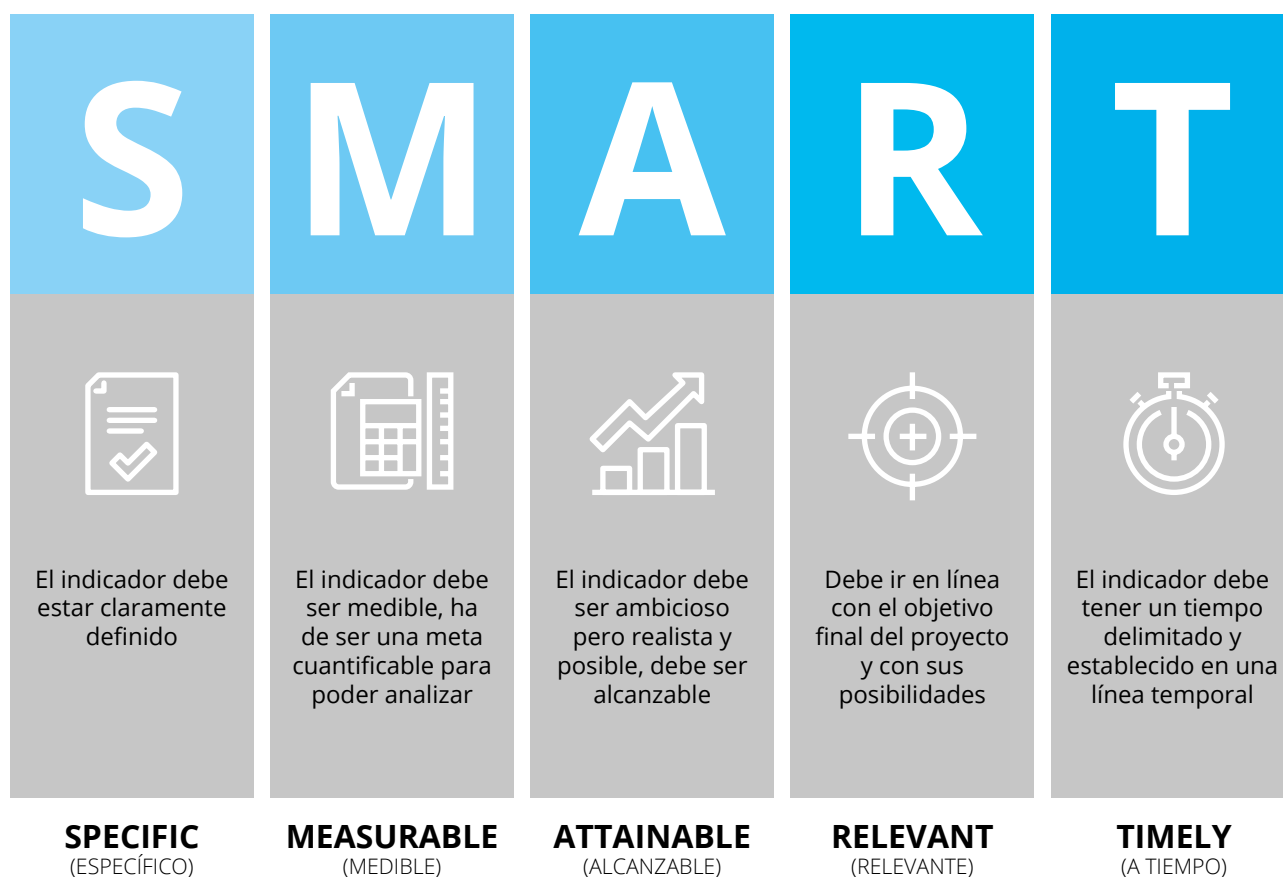 S
M
A
R
T
El indicador debe
estar claramente
definido
El indicador debe
ser medible, ha
de ser una meta
cuantificable para
poder analizar
El indicador debe
ser ambicioso
pero realista y
posible, debe ser
alcanzable
Debe ir en línea
con el objetivo
final del proyecto
y con sus
posibilidades
El indicador debe
tener un tiempo
delimitado y
establecido en una
línea temporal
SPECIFIC
(ESPECÍFICO)
MEASURABLE
(MEDIBLE)
ATTAINABLE
(ALCANZABLE)
RELEVANT
(RELEVANTE)
TIMELY
(A TIEMPO)